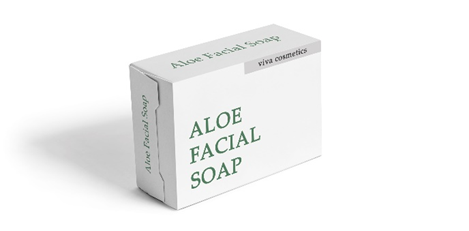 Aloe Facial Soap
viva cosmetics
Aloe Facial Soap
ALOE
FACIAL
SOAP